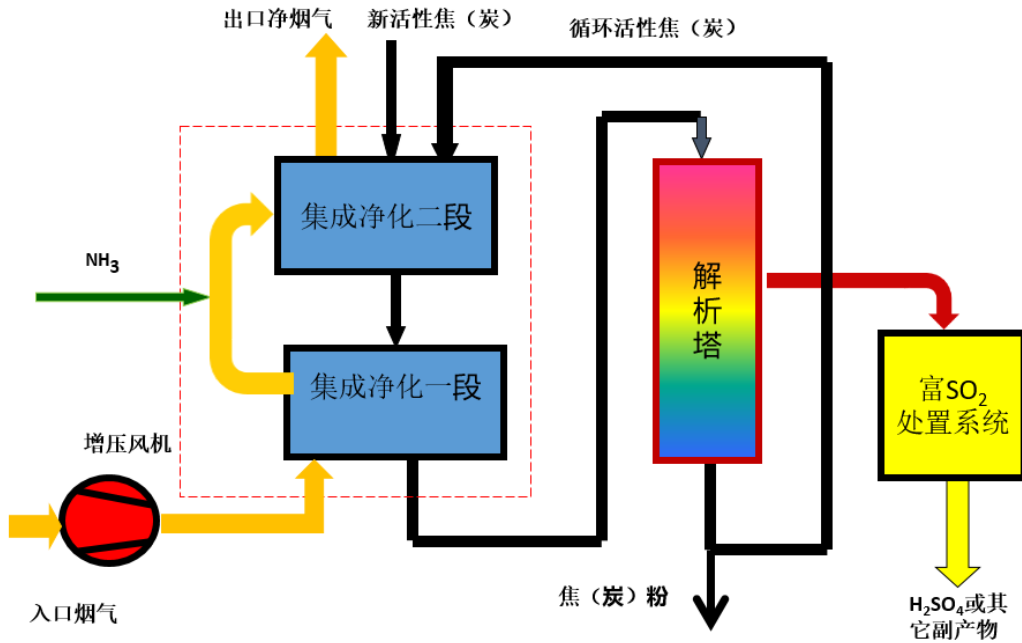 出口净烟气
新活性焦（炭）
循环活性焦（炭）
集成净化二段
NH3
解
析
塔
集成净化一段
富SO2
处置系统
增压风机
入口烟气
焦（炭）粉
H2SO4或其
它副产物